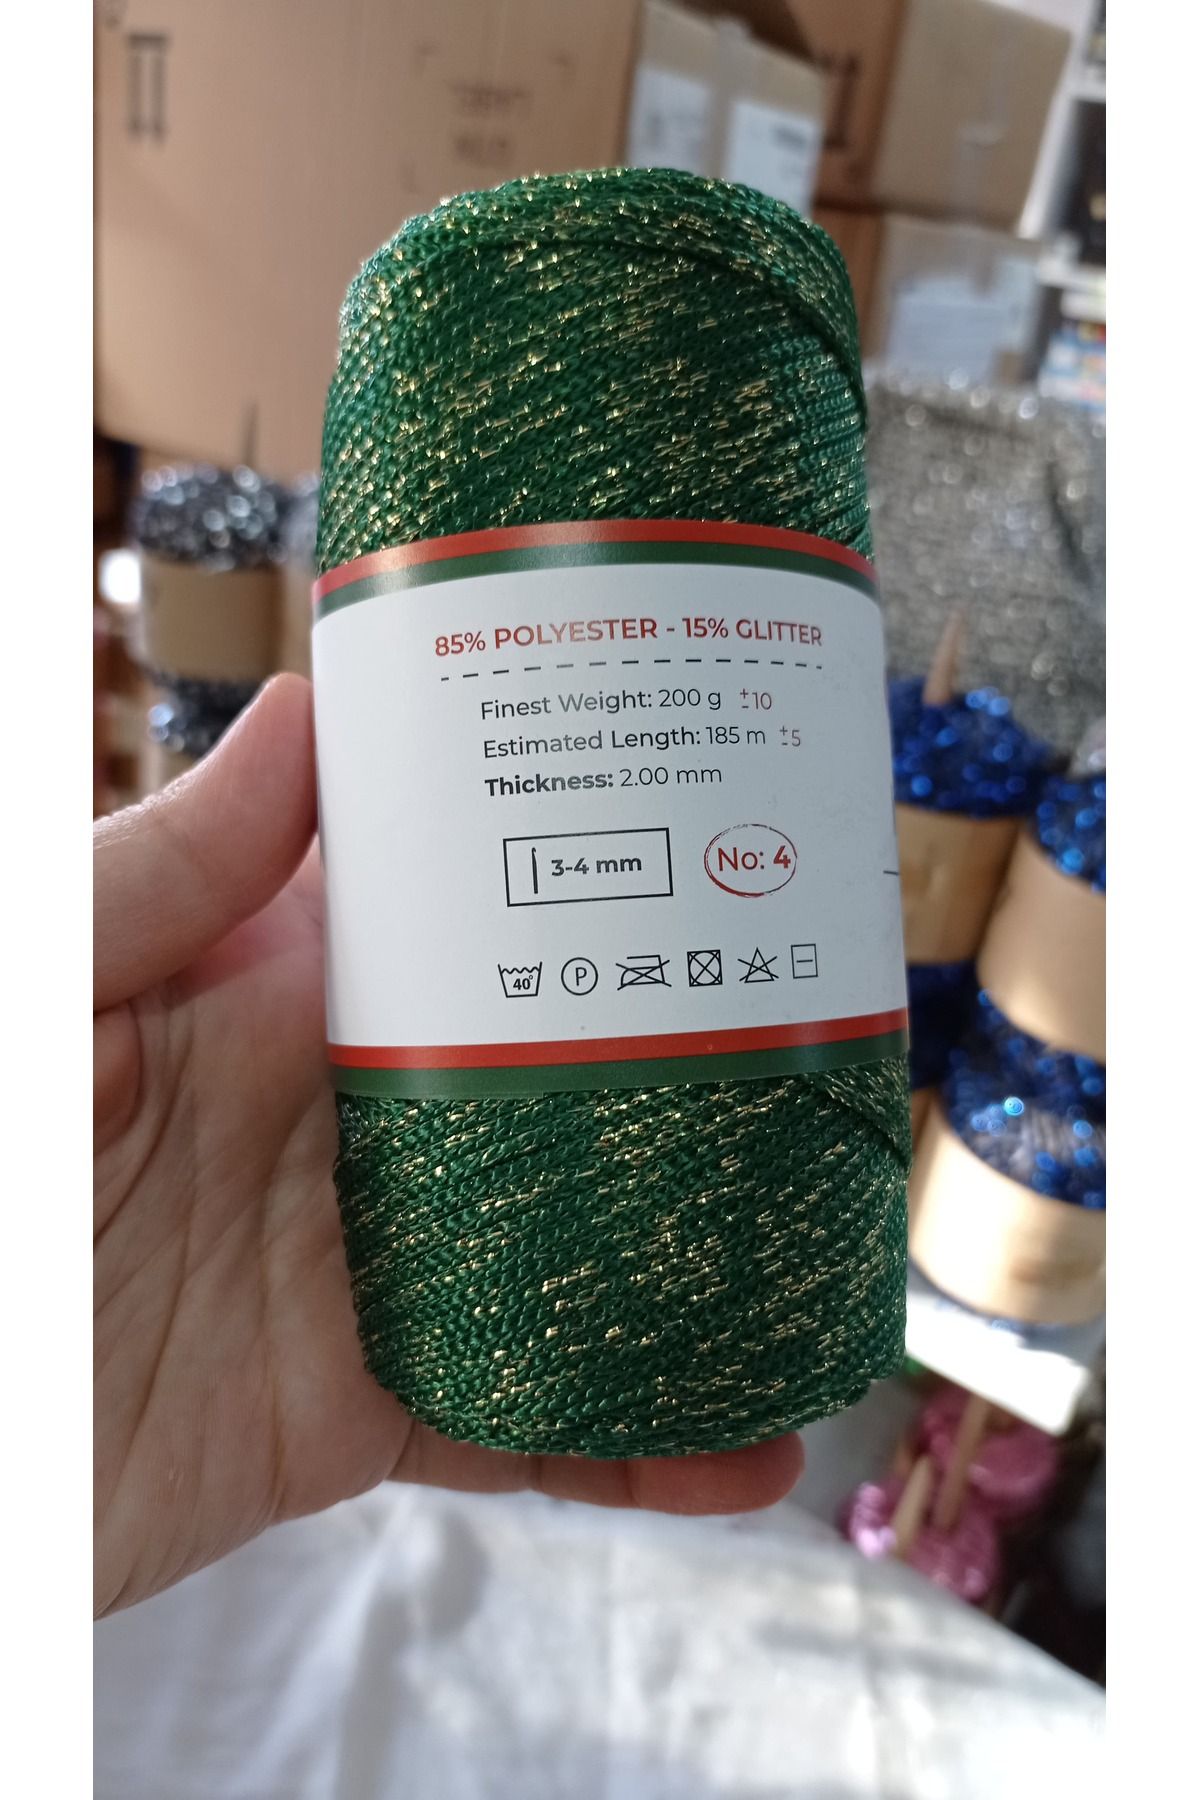 85% POLYESTER - 15% GLITTER
Finest Weight: 200 g ±10
Estimated Length: 185 m ±5
Thickness: 2.00 mm
3-4 mm
No: 4
40°
P